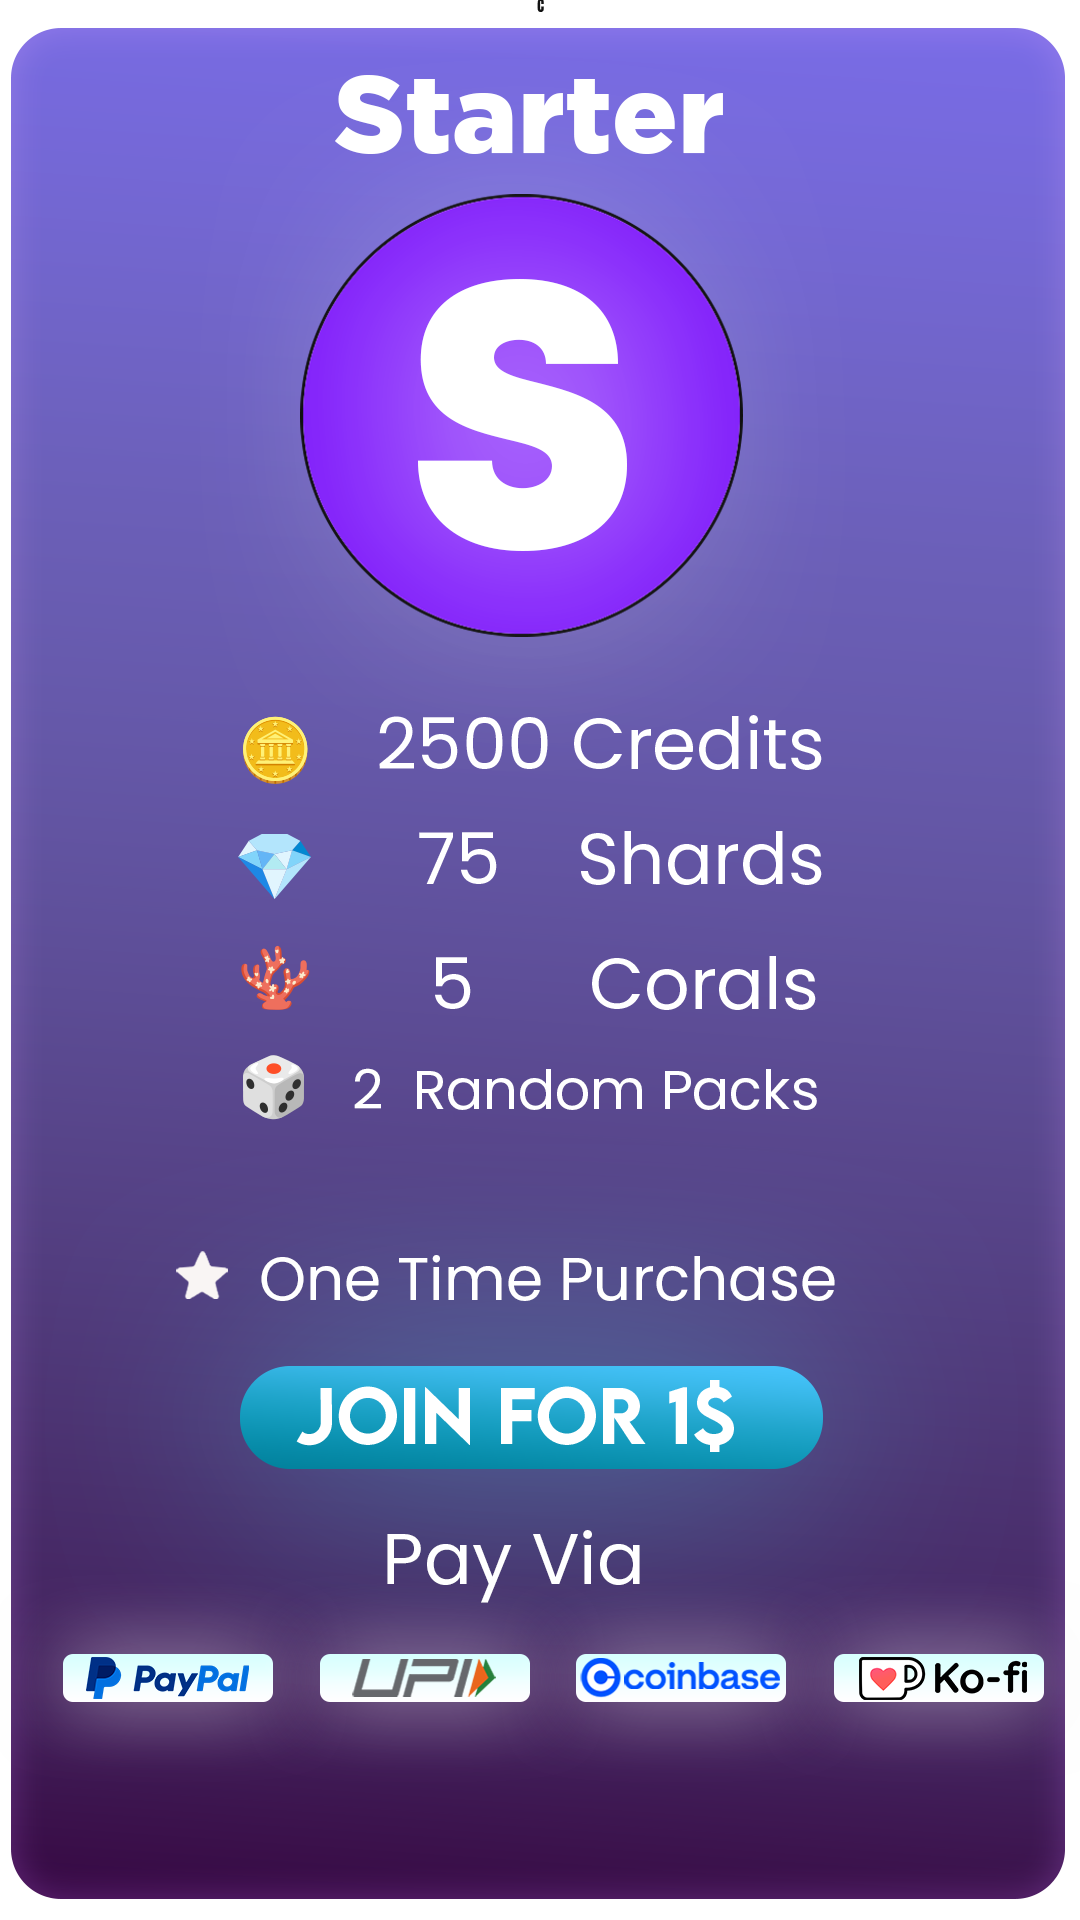 c
Starter
S
2500 Credits
75 Shards
5 Corals
2 Random Packs
One Time Purchase
JOIN FOR 1$
Pay Via
PayPal UPI coinbase Ko-fi